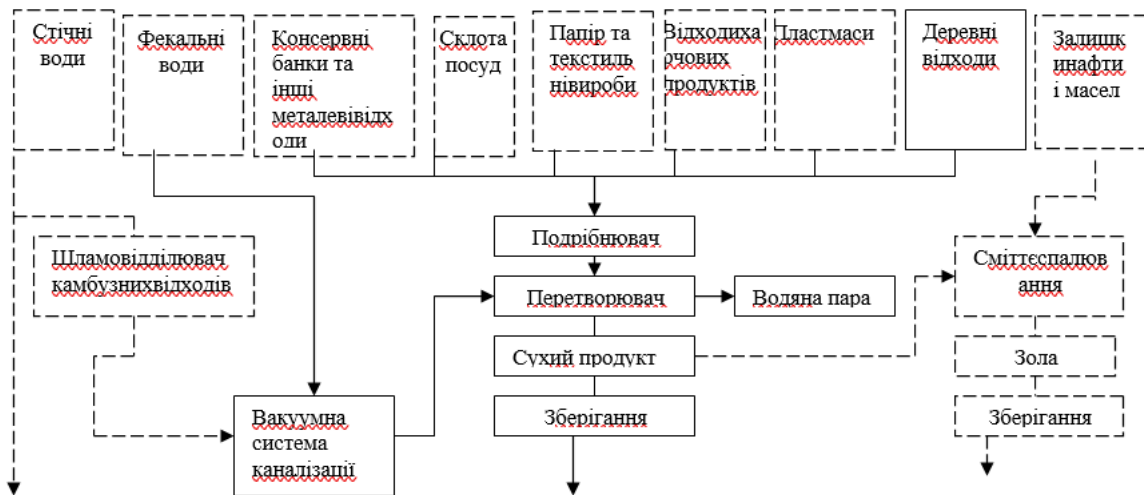 Стічні
води
Фекальні
води
Консервні
банки та
інші
металевівідх
оди
Склота
посуд
Папір та
текстиль
нівироби
Відходиха
рчових
продуктів
Пластмаси
Деревні
відходи
Залишк
инафти
і масел
Шламовідділювач
камбузнихвідходів
Подрібнювач
Перетворювач
Водяна пара
Сміттєспалюв
ання
Сухий продукт
Зола
Вакуумна
система
каналізації
Зберігання
Зберігання